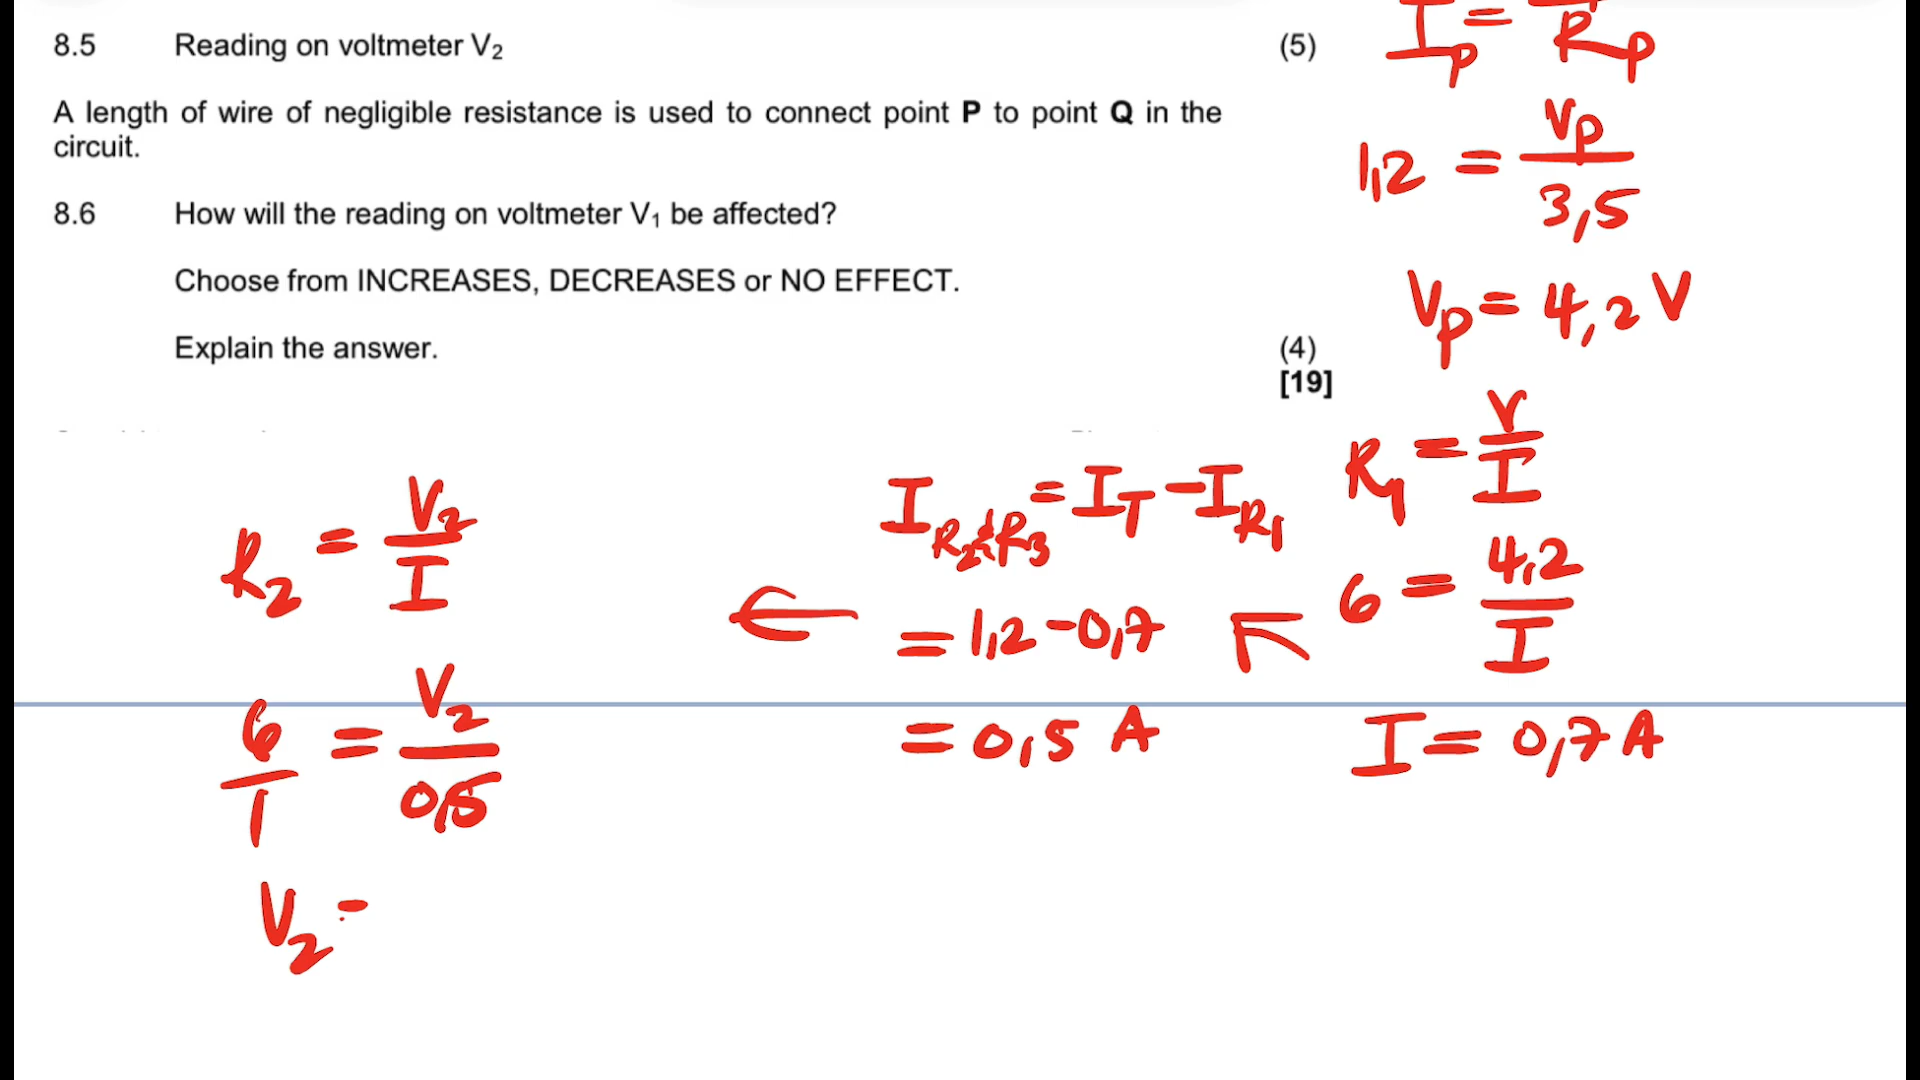 8.5 Reading on voltmeter V₂ (5)
A length of wire of negligible resistance is used to connect point P to point Q in the
circuit.
8.6 How will the reading on voltmeter V₁ be affected?
Choose from INCREASES, DECREASES or NO EFFECT.
Explain the answer. (4)
[19]
I_p = / R_p
1,2 = V_p / 3,5
V_p = 4,2 V
R₁ = V / I
6 = 4,2 / I
I = 0,7 A
I_R₂&R₃ = I_T - I_R₁
= 1,2 - 0,7
= 0,5 A
R₂ = V₂ / I
6/1 = V₂ / 0,5
V₂ =